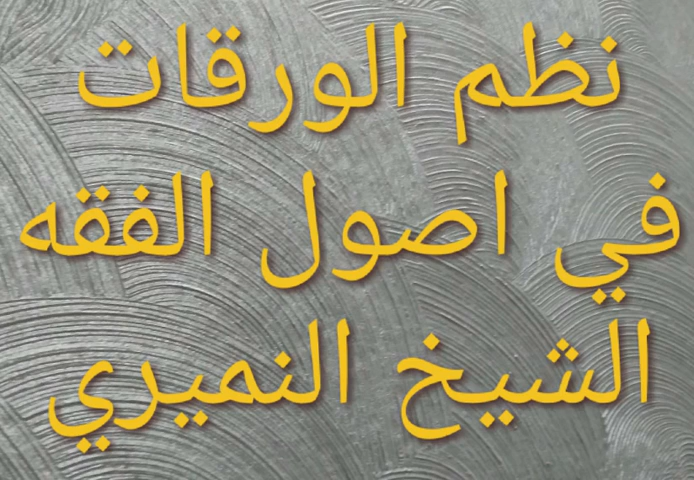 نظم الورقات
في اصول الفقه
الشيخ النميري